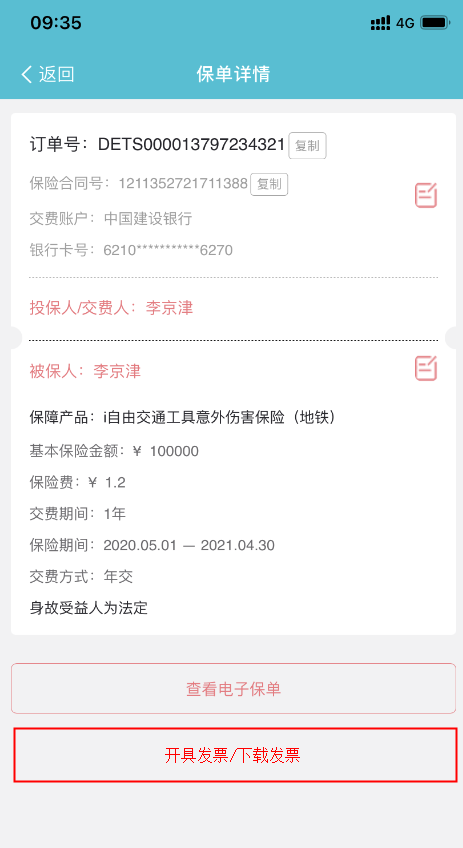 09:35 4G
返回 保单详情
订单号：DETS000013797234321 复制
保险合同号：1211352721711388 复制
交费账户：中国建设银行
银行卡号：6210***********6270
投保人/交费人：李京津
被保人：李京津
保障产品：i自由交通工具意外伤害保险（地铁）
基本保险金额：￥ 100000
保险费：￥ 1.2
交费期间：1年
保险期间：2020.05.01 — 2021.04.30
交费方式：年交
身故受益人为法定
查看电子保单
开具发票/下载发票